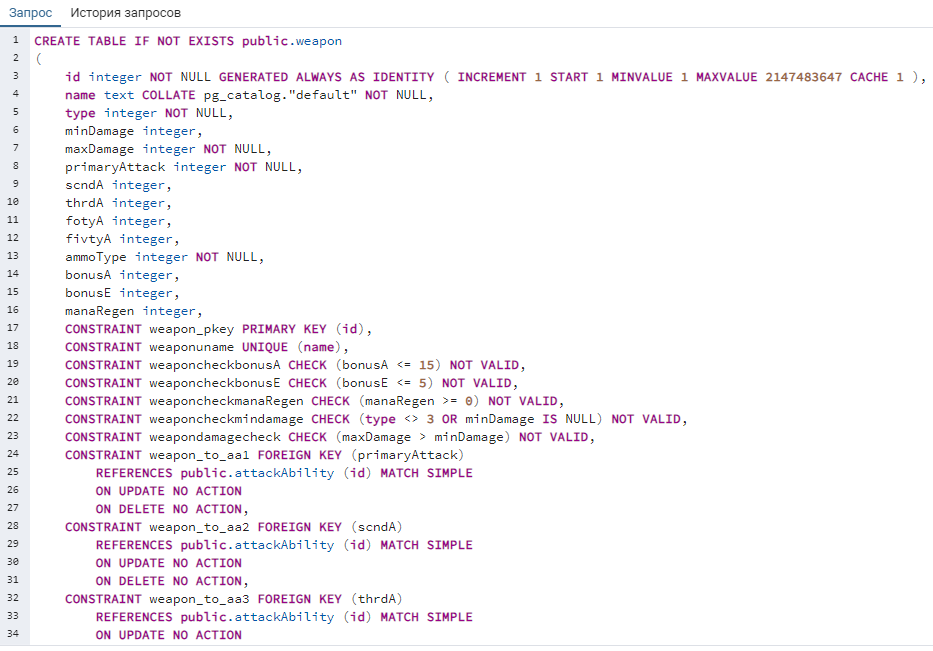 Запрос История запросов
1 CREATE TABLE IF NOT EXISTS public.weapon
2 (
3 id integer NOT NULL GENERATED ALWAYS AS IDENTITY ( INCREMENT 1 START 1 MINVALUE 1 MAXVALUE 2147483647 CACHE 1 ),
4 name text COLLATE pg_catalog."default" NOT NULL,
5 type integer NOT NULL,
6 minDamage integer,
7 maxDamage integer NOT NULL,
8 primaryAttack integer NOT NULL,
9 scndA integer,
10 thrdA integer,
11 fotyA integer,
12 fivtyA integer,
13 ammoType integer NOT NULL,
14 bonusA integer,
15 bonusE integer,
16 manaRegen integer,
17 CONSTRAINT weapon_pkey PRIMARY KEY (id),
18 CONSTRAINT weaponuname UNIQUE (name),
19 CONSTRAINT weaponcheckbonusA CHECK (bonusA <= 15) NOT VALID,
20 CONSTRAINT weaponcheckbonusE CHECK (bonusE <= 5) NOT VALID,
21 CONSTRAINT weaponcheckmanaRegen CHECK (manaRegen >= 0) NOT VALID,
22 CONSTRAINT weaponcheckmindamage CHECK (type <> 3 OR minDamage IS NULL) NOT VALID,
23 CONSTRAINT weapondamagecheck CHECK (maxDamage > minDamage) NOT VALID,
24 CONSTRAINT weapon_to_aa1 FOREIGN KEY (primaryAttack)
25 REFERENCES public.attackAbility (id) MATCH SIMPLE
26 ON UPDATE NO ACTION
27 ON DELETE NO ACTION,
28 CONSTRAINT weapon_to_aa2 FOREIGN KEY (scndA)
29 REFERENCES public.attackAbility (id) MATCH SIMPLE
30 ON UPDATE NO ACTION
31 ON DELETE NO ACTION,
32 CONSTRAINT weapon_to_aa3 FOREIGN KEY (thrdA)
33 REFERENCES public.attackAbility (id) MATCH SIMPLE
34 ON UPDATE NO ACTION